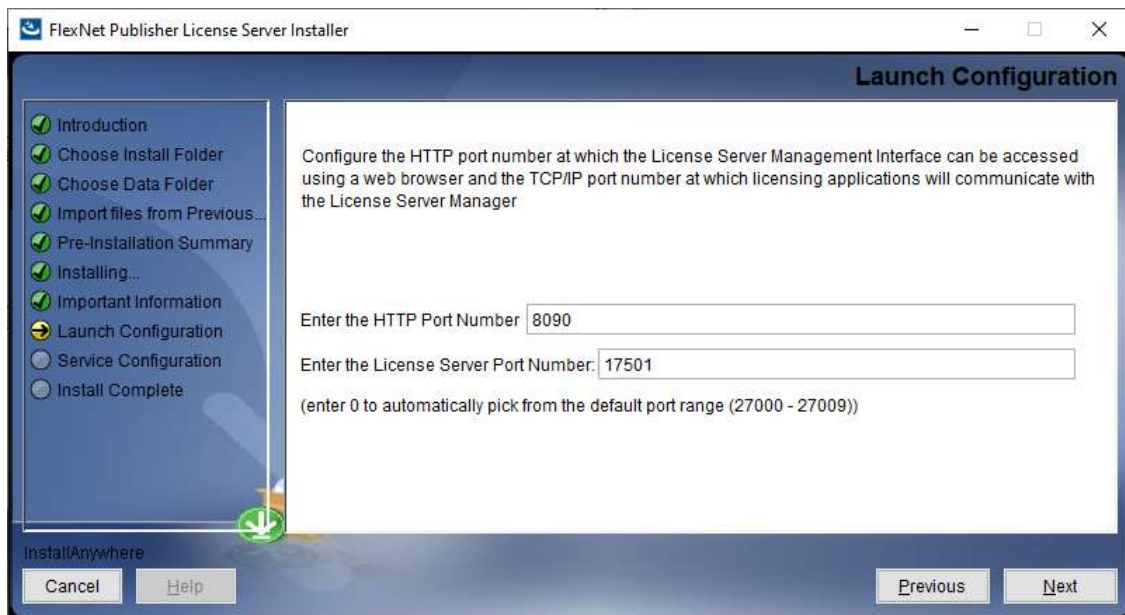 FlexNet Publisher License Server Installer
Launch Configuration
Introduction
Choose Install Folder
Choose Data Folder
Import files from Previous...
Pre-Installation Summary
Installing...
Important Information
Launch Configuration
Service Configuration
Install Complete
Configure the HTTP port number at which the License Server Management Interface can be accessed
using a web browser and the TCP/IP port number at which licensing applications will communicate with
the License Server Manager
Enter the HTTP Port Number 8090
Enter the License Server Port Number: 17501
(enter 0 to automatically pick from the default port range (27000 - 27009))
InstallAnywhere
Cancel Help Previous Next